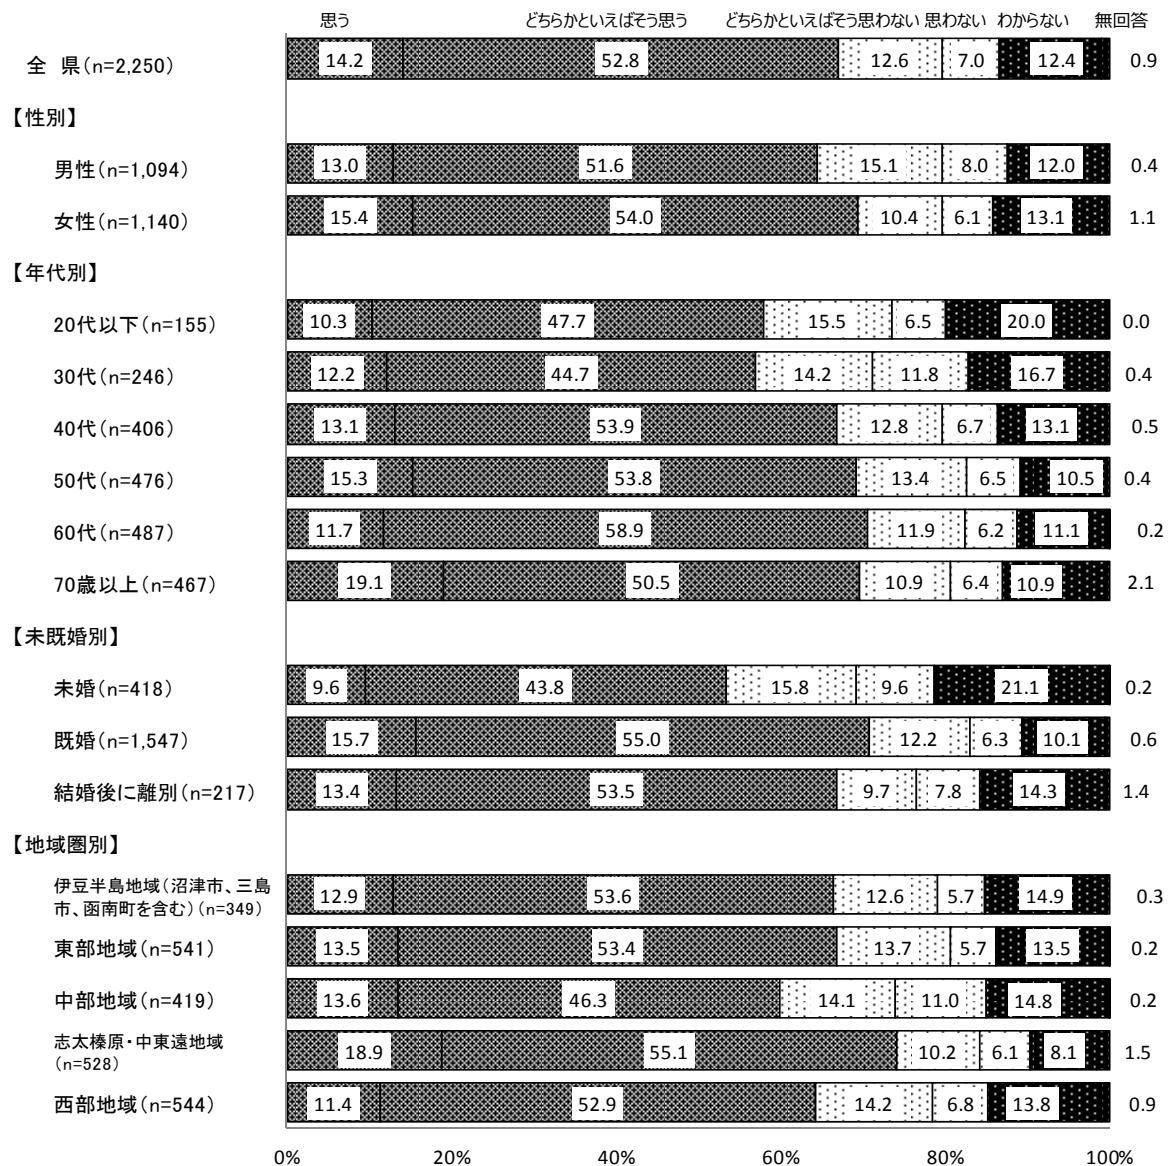 思う どちらかといえばそう思う どちらかといえばそう思わない 思わない わからない 無回答
全 県(n=2,250) 14.2 52.8 12.6 7.0 12.4 0.9
【性別】
男性(n=1,094) 13.0 51.6 15.1 8.0 12.0 0.4
女性(n=1,140) 15.4 54.0 10.4 6.1 13.1 1.1
【年代別】
20代以下(n=155) 10.3 47.7 15.5 6.5 20.0 0.0
30代(n=246) 12.2 44.7 14.2 11.8 16.7 0.4
40代(n=406) 13.1 53.9 12.8 6.7 13.1 0.5
50代(n=476) 15.3 53.8 13.4 6.5 10.5 0.4
60代(n=487) 11.7 58.9 11.9 6.2 11.1 0.2
70歳以上(n=467) 19.1 50.5 10.9 6.4 10.9 2.1
【未既婚別】
未婚(n=418) 9.6 43.8 15.8 9.6 21.1 0.2
既婚(n=1,547) 15.7 55.0 12.2 6.3 10.1 0.6
結婚後に離別(n=217) 13.4 53.5 9.7 7.8 14.3 1.4
【地域圏別】
伊豆半島地域(沼津市、三島
市、函南町を含む)(n=349) 12.9 53.6 12.6 5.7 14.9 0.3
東部地域(n=541) 13.5 53.4 13.7 5.7 13.5 0.2
中部地域(n=419) 13.6 46.3 14.1 11.0 14.8 0.2
志太榛原・中東遠地域
(n=528) 18.9 55.1 10.2 6.1 8.1 1.5
西部地域(n=544) 11.4 52.9 14.2 6.8 13.8 0.9
0% 20% 40% 60% 80% 100%